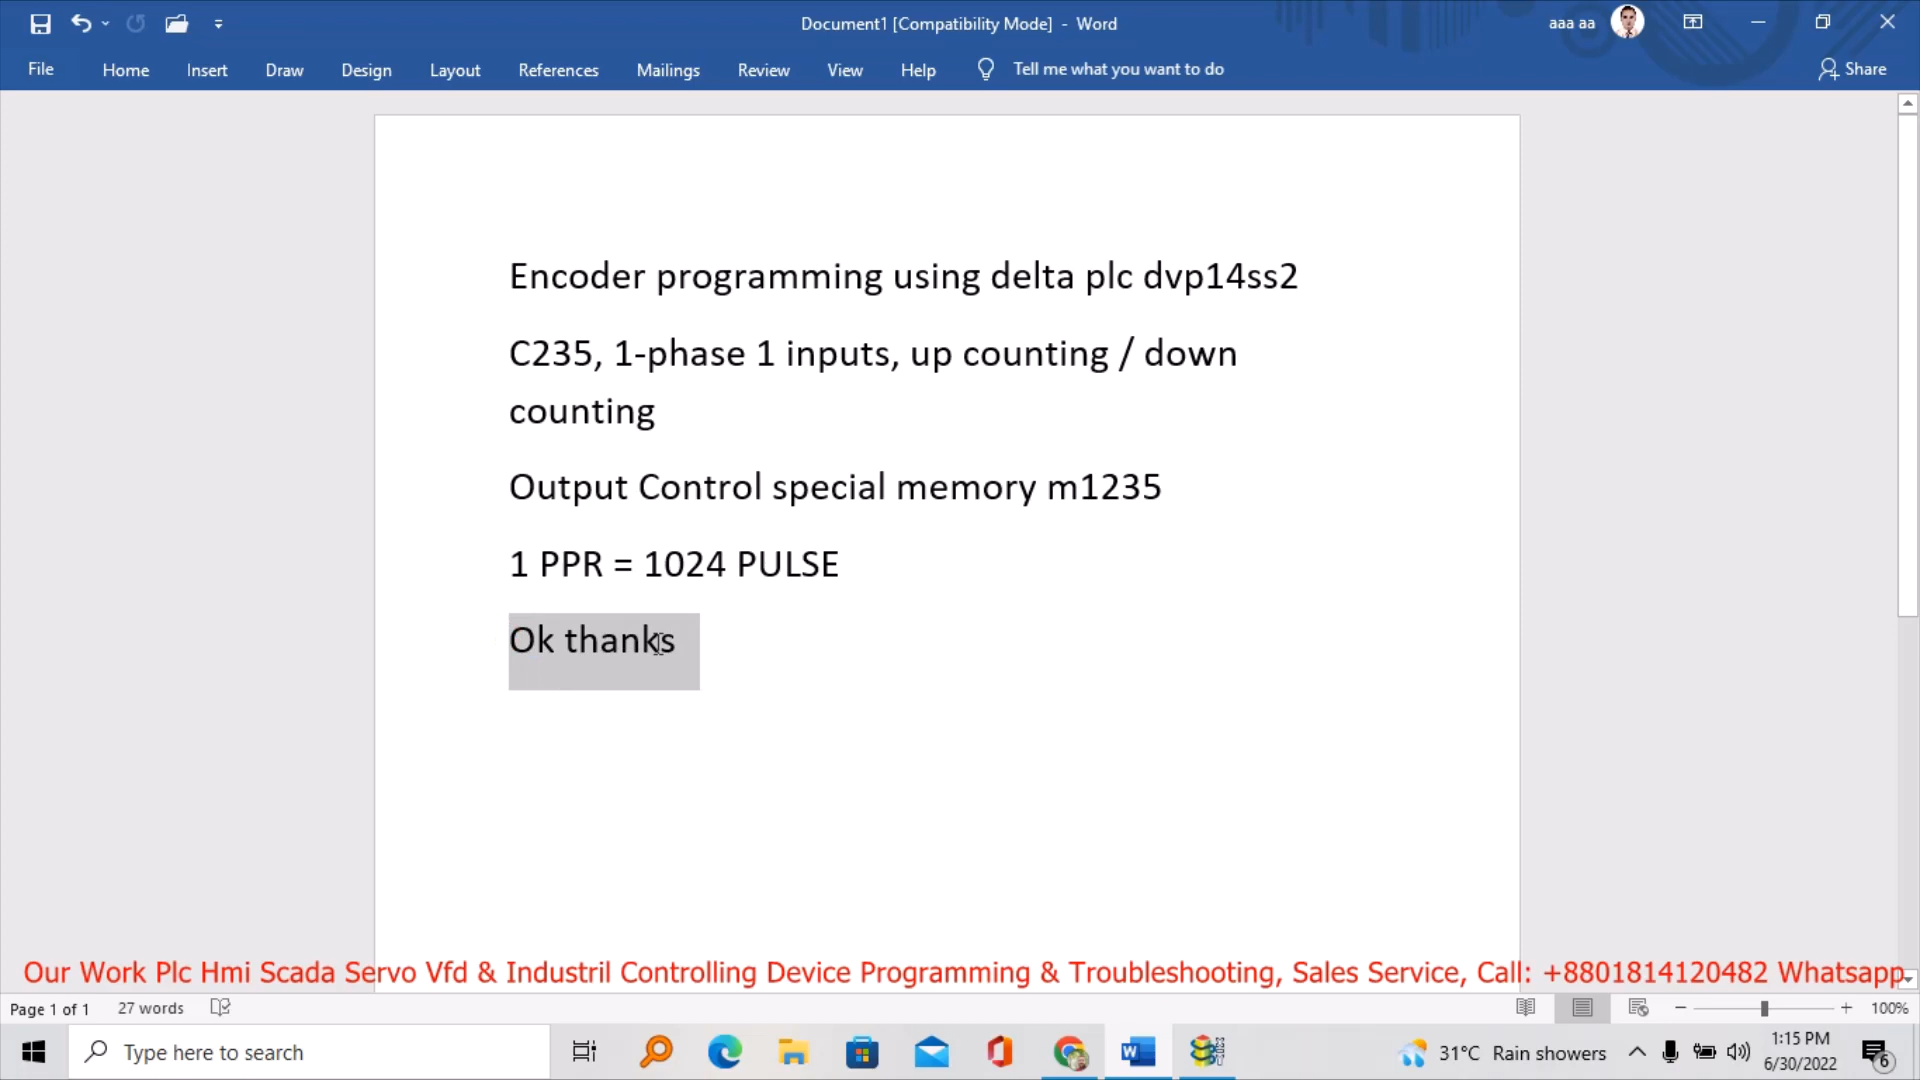 Document1 [Compatibility Mode] - Word
aaa aa
File Home Insert Draw Design Layout References Mailings Review View Help Tell me what you want to do Share
Encoder programming using delta plc dvp14ss2
C235, 1-phase 1 inputs, up counting / down
counting
Output Control special memory m1235
1 PPR = 1024 PULSE
Ok thanks
Our Work Plc Hmi Scada Servo Vfd & Industril Controlling Device Programming & Troubleshooting, Sales Service, Call: +8801814120482 Whatsapp
Page 1 of 1 27 words 100%
Type here to search
31°C Rain showers
1:15 PM
6/30/2022
6